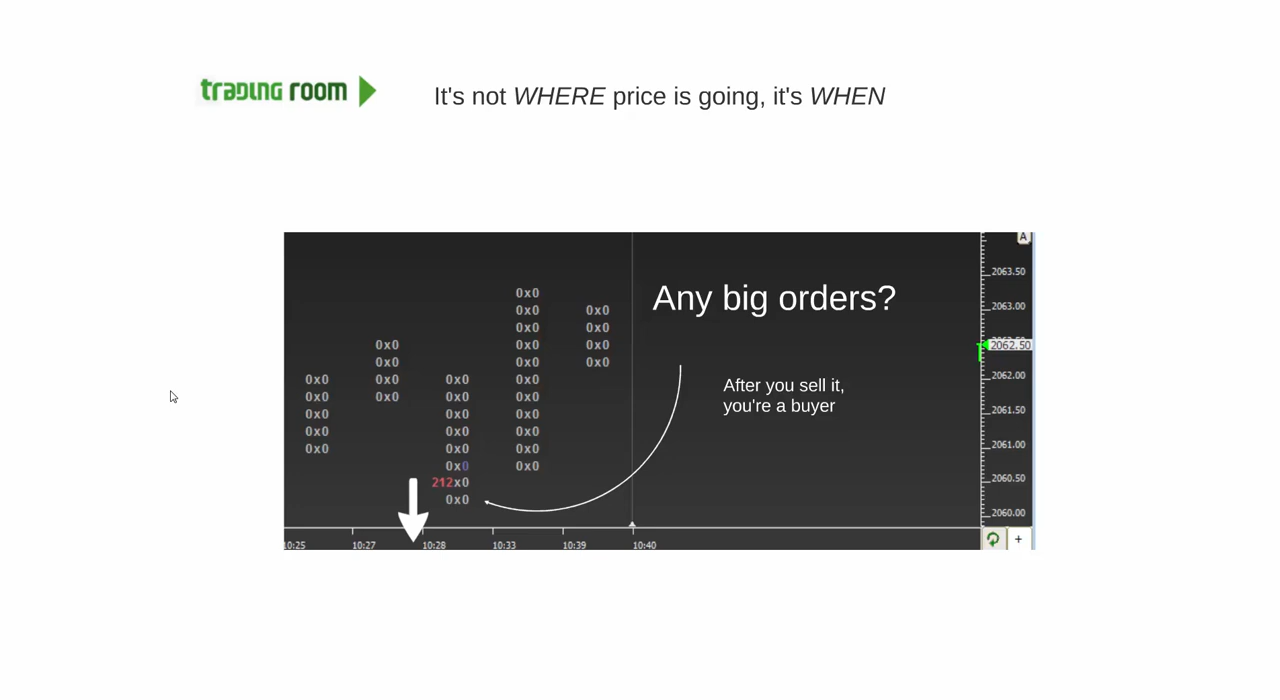 trading room
It's not WHERE price is going, it's WHEN
A
2063.50
0x0
Any big orders?
0x0 0x0
2063.00
0x0 0x0
0x0 0x0 0x0
2062.50
0x0 0x0 0x0
0x0 0x0 0x0
2062.00
After you sell it,
0x0 0x0 0x0 0x0
you're a buyer
0x0 0x0 0x0
2061.50
0x0 0x0 0x0
0x0 0x0 0x0
2061.00
0x0 0x0
212x0
2060.50
0x0
2060.00
10:25 10:27 10:28 10:33 10:39 10:40
+